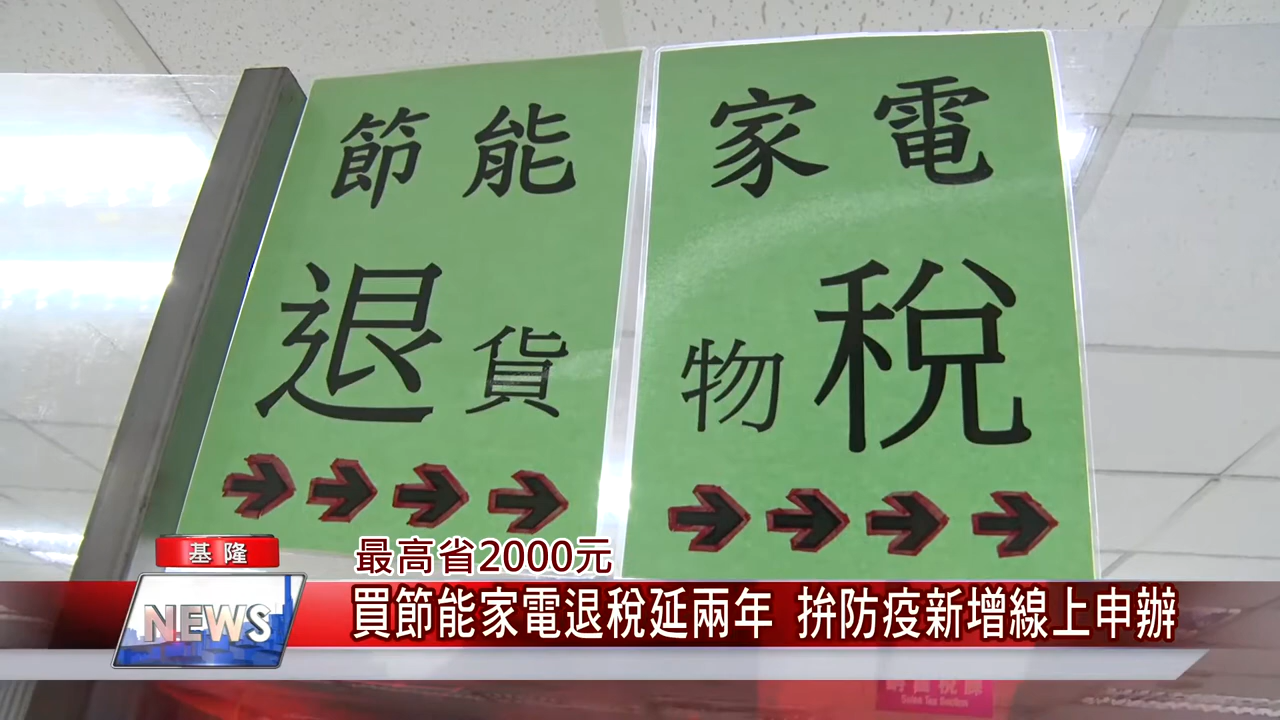 節能 家電
退貨 物稅
最高省2000元
基隆
買節能家電退稅延兩年 拚防疫新增線上申辦
NEWS